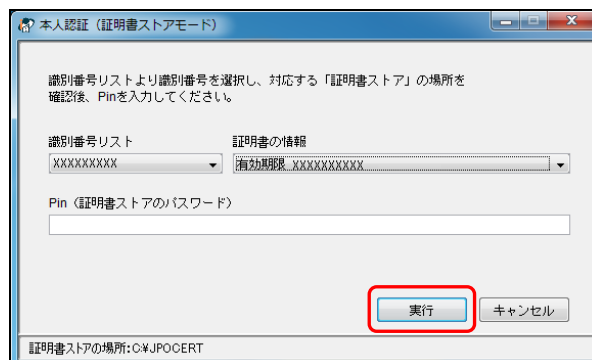 本人認証（証明書ストアモード）
識別番号リストより識別番号を選択し、対応する「証明書ストア」の場所を
確認後、Pinを入力してください。
識別番号リスト 証明書の情報
XXXXXXXXX 有効期限 XXXXXXXXXX
Pin（証明書ストアのパスワード）
実行 キャンセル
証明書ストアの場所:C:¥JPOCERT